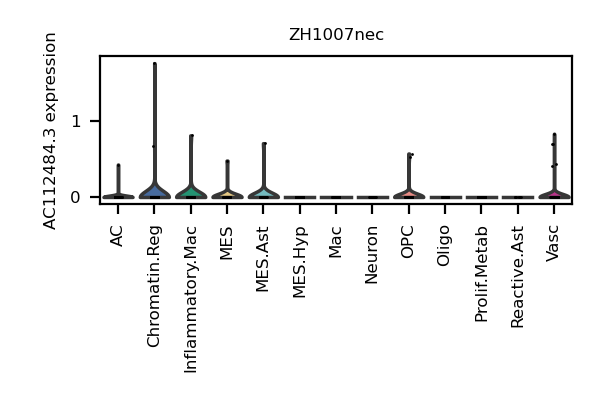 ZH1007nec
AC112484.3 expression
1
0
AC
Chromatin.Reg
Inflammatory.Mac
MES
MES.Ast
MES.Hyp
Mac
Neuron
OPC
Oligo
Prolif.Metab
Reactive.Ast
Vasc